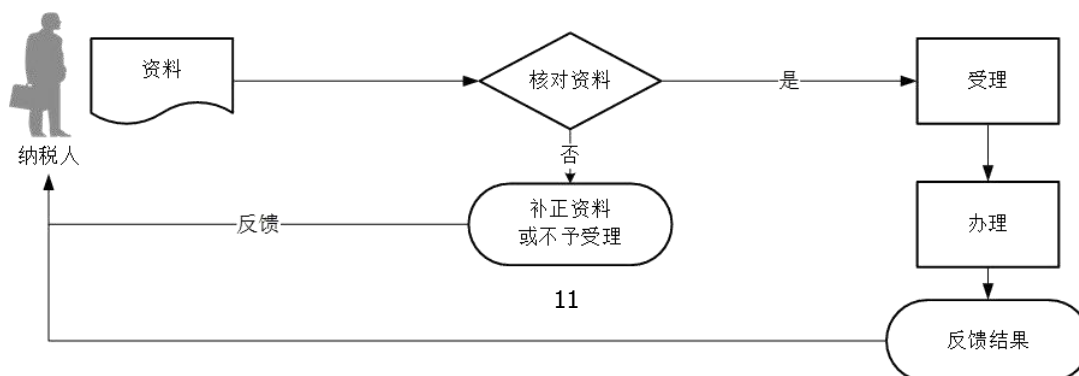 资料
核对资料
是
受理
纳税人
否
补正资料
或不予受理
反馈
办理
11
反馈结果